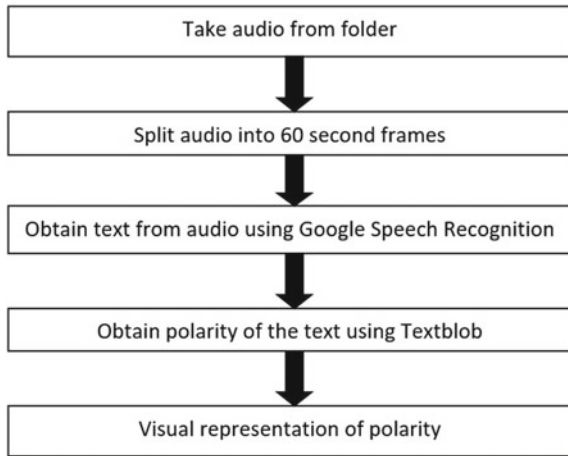 Take audio from folder
Split audio into 60 second frames
Obtain text from audio using Google Speech Recognition
Obtain polarity of the text using Textblob
Visual representation of polarity